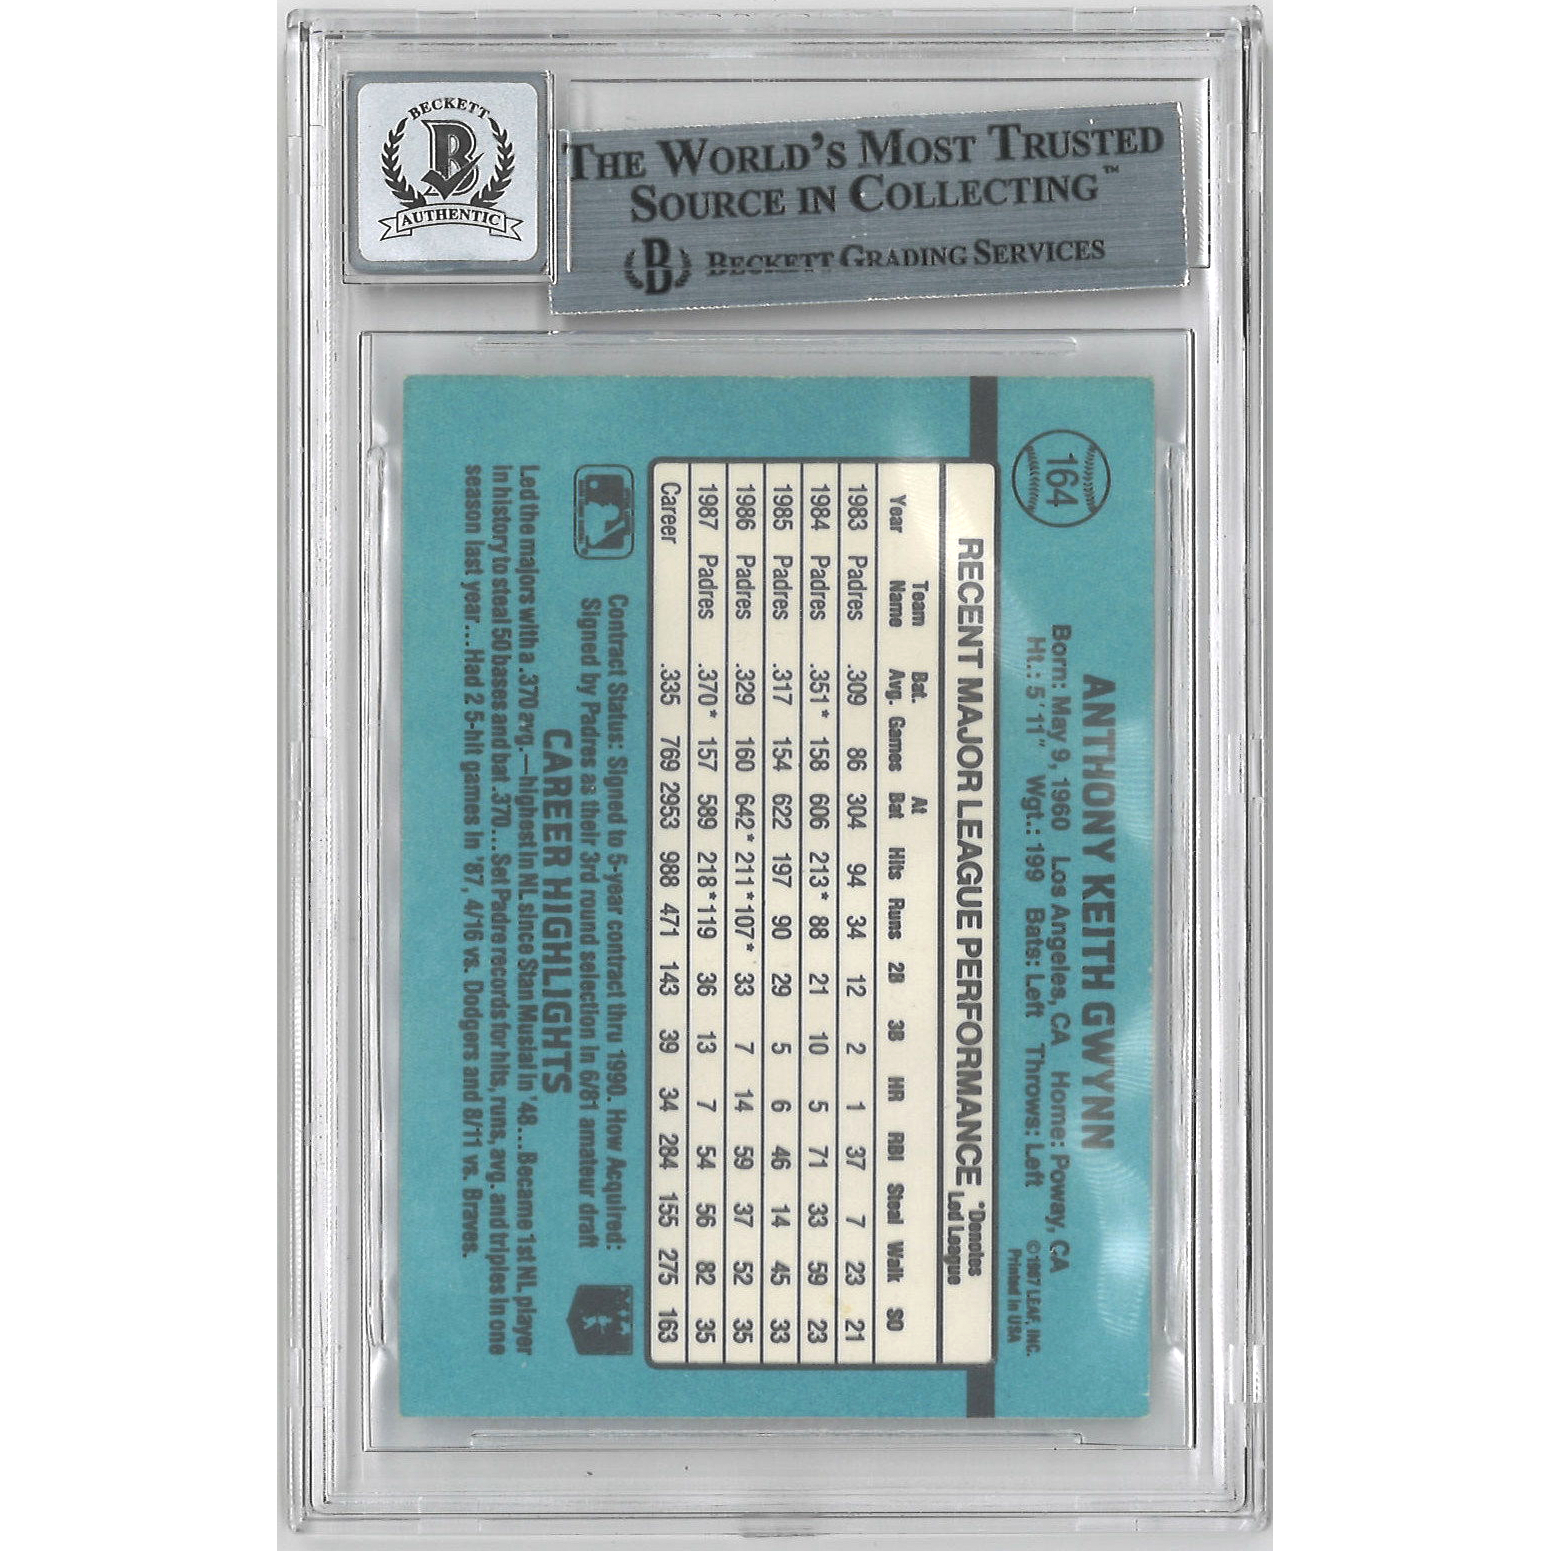 BECKETT
B
AUTHENTIC
THE WORLD'S MOST TRUSTED
SOURCE IN COLLECTING™
B BECKETT GRADING SERVICES
164
ANTHONY KEITH GWYNN
Born: May 9, 1960 Los Angeles, CA Home: Poway, CA
Ht.: 5'11" Wgt.: 199 Bats: Left Throws: Left
©1987 LEAF, INC.
Printed in USA
RECENT MAJOR LEAGUE PERFORMANCE
*Denotes
Led League
Year Team Name Bat. Avg. Games At Bat Hits Runs 2B 3B HR RBI Steal Walk SO
1983 Padres .309 86 304 94 34 12 2 1 37 7 23 21
1984 Padres .351* 158 606 213* 88 21 10 5 71 33 59 23
1985 Padres .317 154 622 197 90 29 5 6 46 14 45 33
1986 Padres .329 160 642* 211* 107* 33 7 14 59 37 52 35
1987 Padres .370* 157 589 218* 119 36 13 7 54 56 82 35
Career .335 769 2953 988 471 143 39 34 284 155 275 163
Contract Status: Signed to 5-year contract thru 1990. How Acquired:
Signed by Padres as their 3rd round selection in 6/81 amateur draft
CAREER HIGHLIGHTS
Led the majors with a .370 avg.—highest in NL since Stan Musial in '48...Became 1st NL player
in history to steal 50 bases and bat .370...Set Padre records for hits, runs, avg. and triples in one
season last year...Had 2 5-hit games in '87, 4/16 vs. Dodgers and 8/11 vs. Braves.